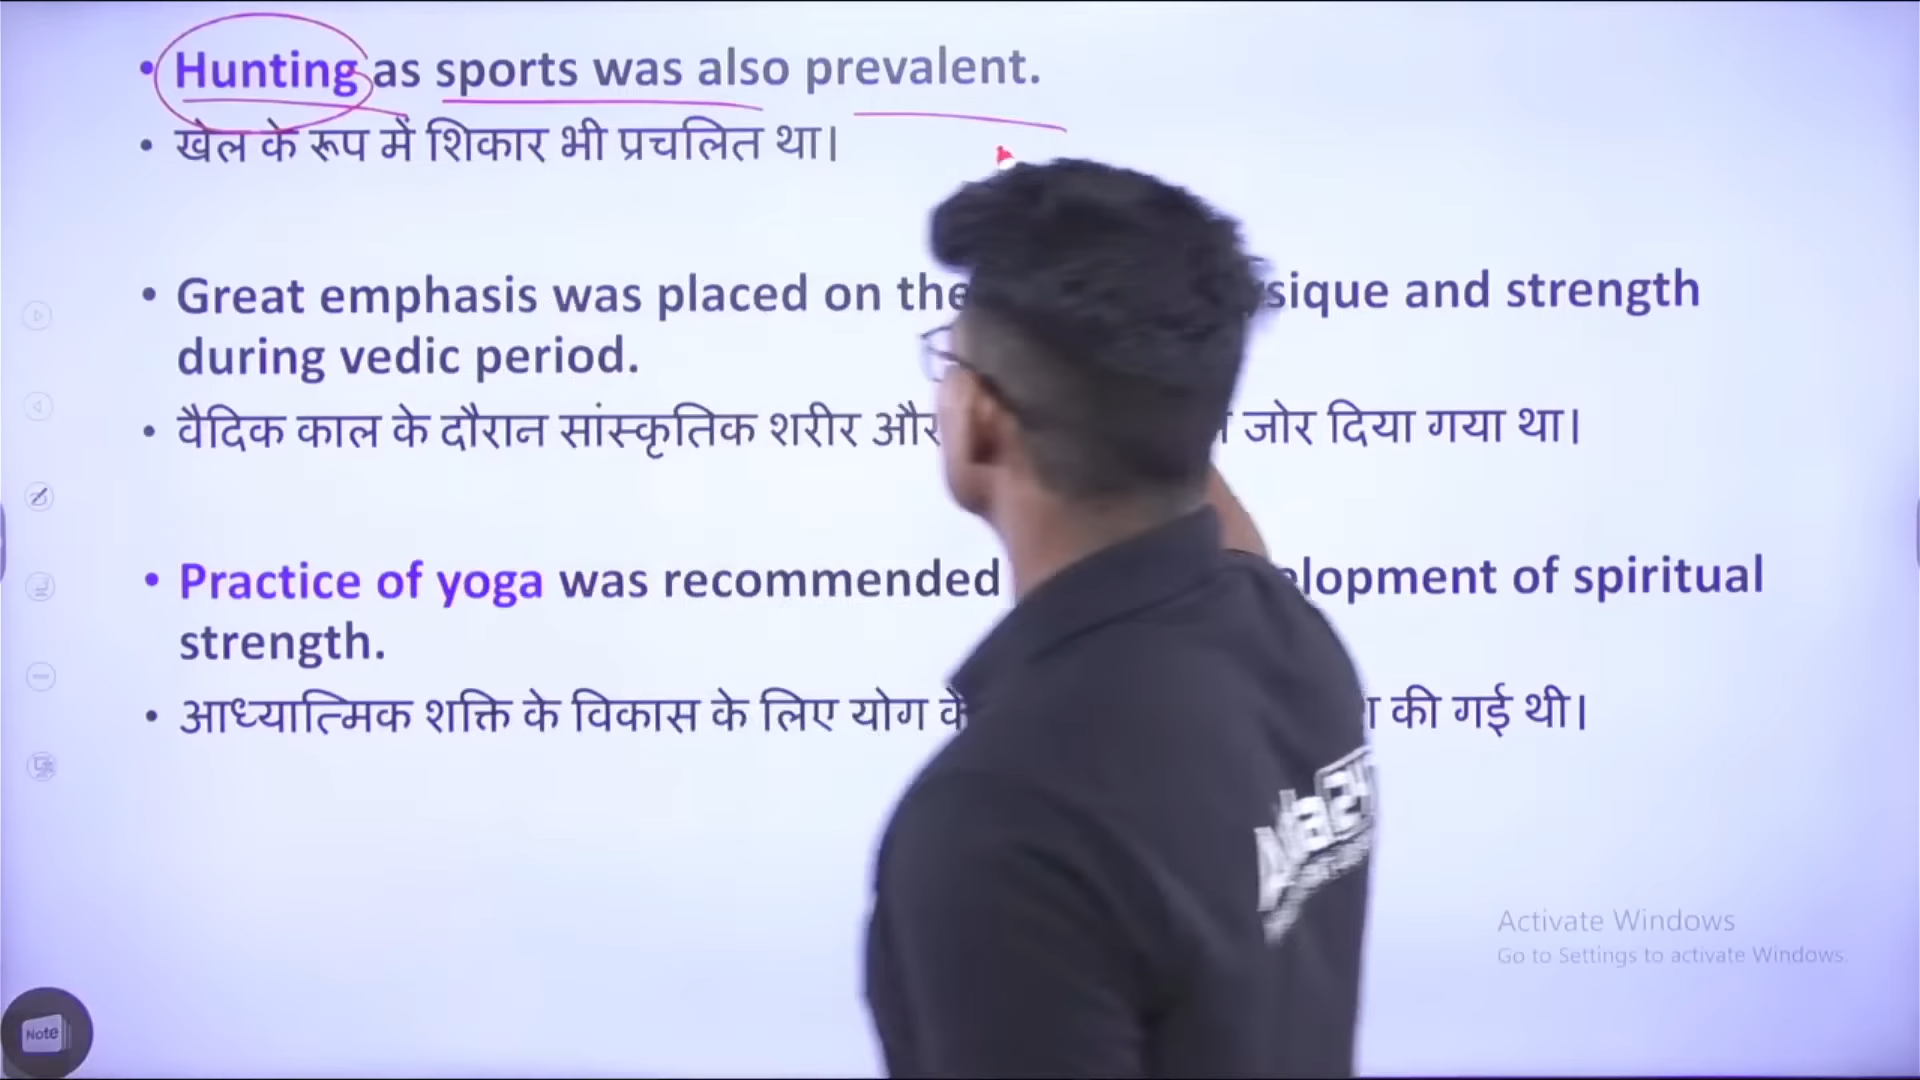 • Hunting as sports was also prevalent.
• खेल के रूप में शिकार भी प्रचलित था।
• Great emphasis was placed on the and strength
during vedic period.
• वैदिक काल के दौरान सांस्कृतिक शरीर और जोर दिया गया था।
• Practice of yoga was recommended of spiritual
strength.
• आध्यात्मिक शक्ति के विकास के लिए योग की गई थी।
Activate Windows
Go to Settings to activate Windows.
Note